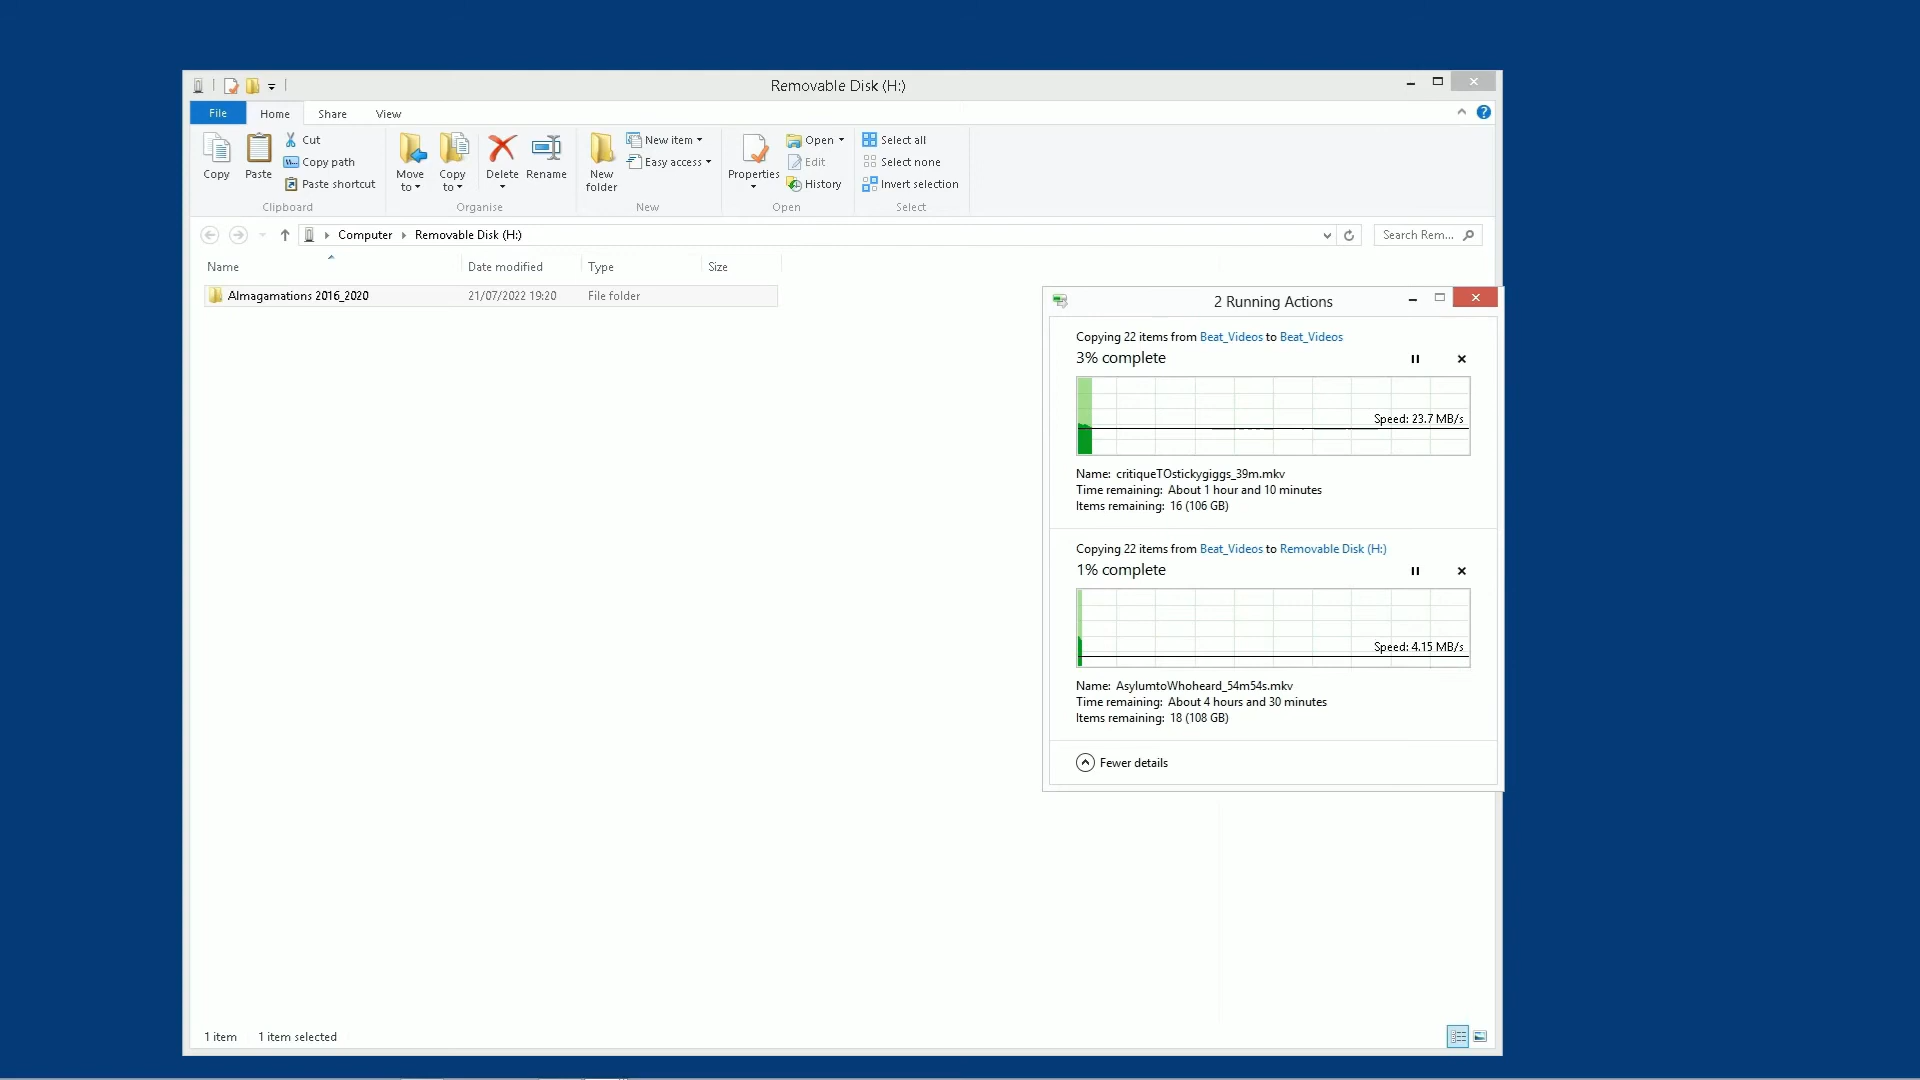 Removable Disk (H:)
File
Home
Share
View
Copy
Paste
Cut
Copy path
Paste shortcut
Clipboard
Move to
Copy to
Delete
Rename
Organise
New folder
New item
Easy access
New
Properties
Open
Edit
History
Open
Select all
Select none
Invert selection
Select
Computer
Removable Disk (H:)
Search Rem...
Name
Date modified
Type
Size
Almagamations 2016_2020
21/07/2022 19:20
File folder
2 Running Actions
Copying 22 items from Beat_Videos to Beat_Videos
3% complete
Speed: 23.7 MB/s
Name: critiqueTOstickygiggs_39m.mkv
Time remaining: About 1 hour and 10 minutes
Items remaining: 16 (106 GB)
Copying 22 items from Beat_Videos to Removable Disk (H:)
1% complete
Speed: 4.15 MB/s
Name: AsylumtoWhoheard_54m54s.mkv
Time remaining: About 4 hours and 30 minutes
Items remaining: 18 (108 GB)
Fewer details
1 item
1 item selected